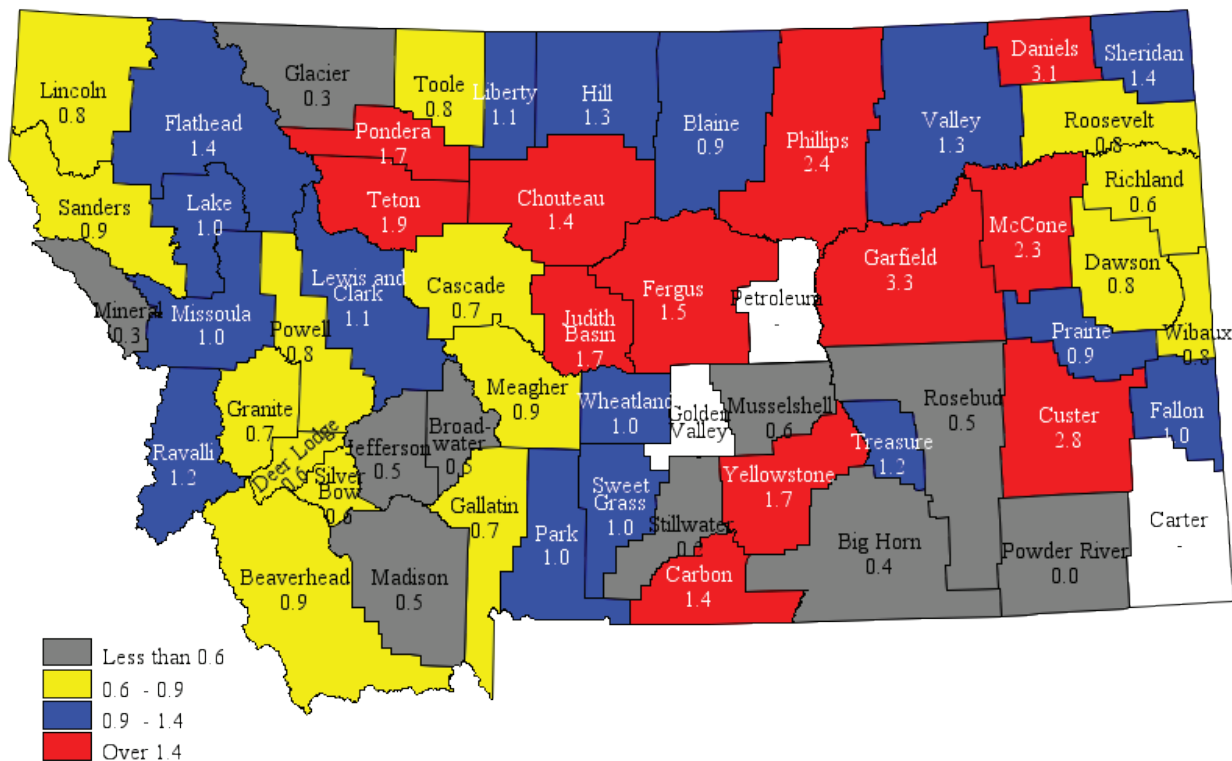 Lincoln
0.8
Flathead
1.4
Glacier
0.3
Toole
0.8
Liberty
1.1
Hill
1.3
Blaine
0.9
Phillips
2.4
Valley
1.3
Daniels
3.1
Sheridan
1.4
Roosevelt
0.8
Pondera
1.7
Teton
1.9
Chouteau
1.4
Sanders
0.9
Lake
1.0
Richland
0.6
McCone
2.3
Garfield
3.3
Dawson
0.8
Mineral
0.3
Missoula
1.0
Powell
0.8
Lewis and
Clark
1.1
Cascade
0.7
Judith
Basin
1.7
Fergus
1.5
Petroleum
-
Prairie
0.9
Wibaux
0.8
Granite
0.7
Ravalli
1.2
Deer Lodge
0.6
Silver
Bow
0.6
Jefferson
0.5
Broad-
water
0.5
Meagher
0.9
Wheatland
1.0
Golden
Valley
Musselshell
0.6
Rosebud
0.5
Treasure
1.2
Custer
2.8
Fallon
1.0
Beaverhead
0.9
Madison
0.5
Gallatin
0.7
Park
1.0
Sweet
Grass
1.0
Stillwater
Yellowstone
1.7
Carbon
1.4
Big Horn
0.4
Powder River
0.0
Carter
-
Less than 0.6
0.6 - 0.9
0.9 - 1.4
Over 1.4